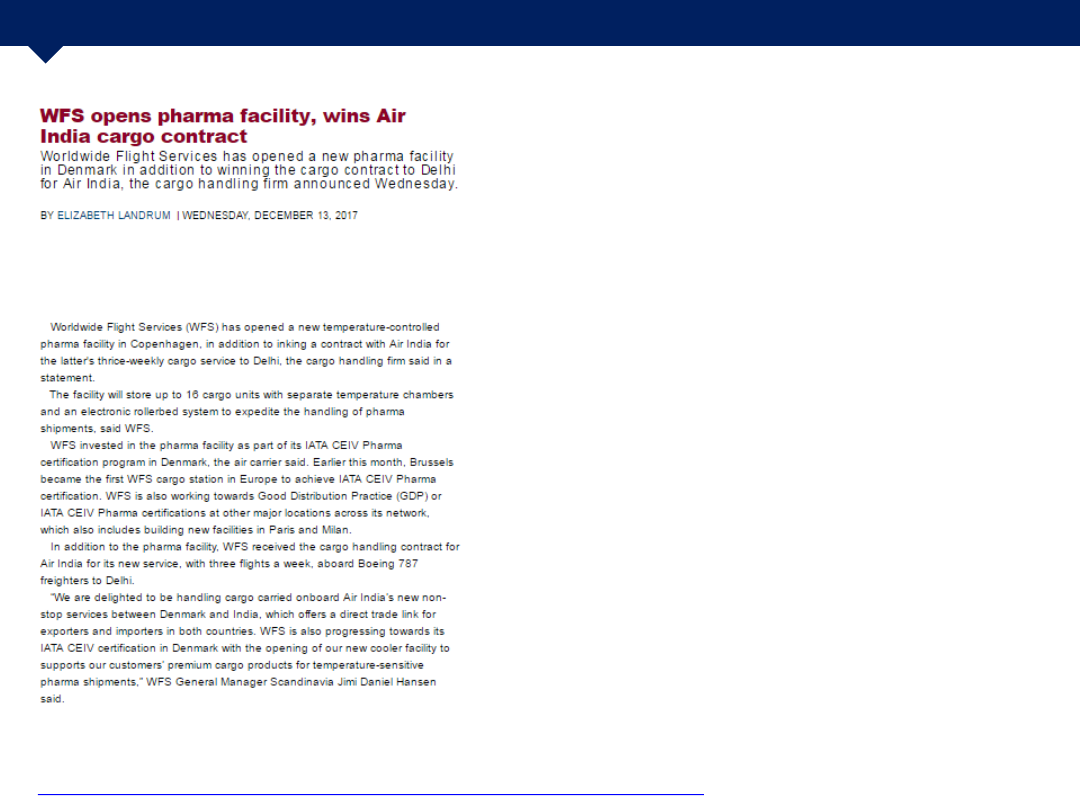 WFS opens pharma facility, wins Air
India cargo contract
Worldwide Flight Services has opened a new pharma facility
in Denmark in addition to winning the cargo contract to Delhi
for Air India, the cargo handling firm announced Wednesday.
BY ELIZABETH LANDRUM | WEDNESDAY, DECEMBER 13, 2017
Worldwide Flight Services (WFS) has opened a new temperature-controlled
pharma facility in Copenhagen, in addition to inking a contract with Air India for
the latter's thrice-weekly cargo service to Delhi, the cargo handling firm said in a
statement.
The facility will store up to 16 cargo units with separate temperature chambers
and an electronic rollerbed system to expedite the handling of pharma
shipments, said WFS.
WFS invested in the pharma facility as part of its IATA CEIV Pharma
certification program in Denmark, the air carrier said. Earlier this month, Brussels
became the first WFS cargo station in Europe to achieve IATA CEIV Pharma
certification. WFS is also working towards Good Distribution Practice (GDP) or
IATA CEIV Pharma certifications at other major locations across its network,
which also includes building new facilities in Paris and Milan.
In addition to the pharma facility, WFS received the cargo handling contract for
Air India for its new service, with three flights a week, aboard Boeing 787
freighters to Delhi.
"We are delighted to be handling cargo carried onboard Air India's new non-
stop services between Denmark and India, which offers a direct trade link for
exporters and importers in both countries. WFS is also progressing towards its
IATA CEIV certification in Denmark with the opening of our new cooler facility to
supports our customers' premium cargo products for temperature-sensitive
pharma shipments," WFS General Manager Scandinavia Jimi Daniel Hansen
said.